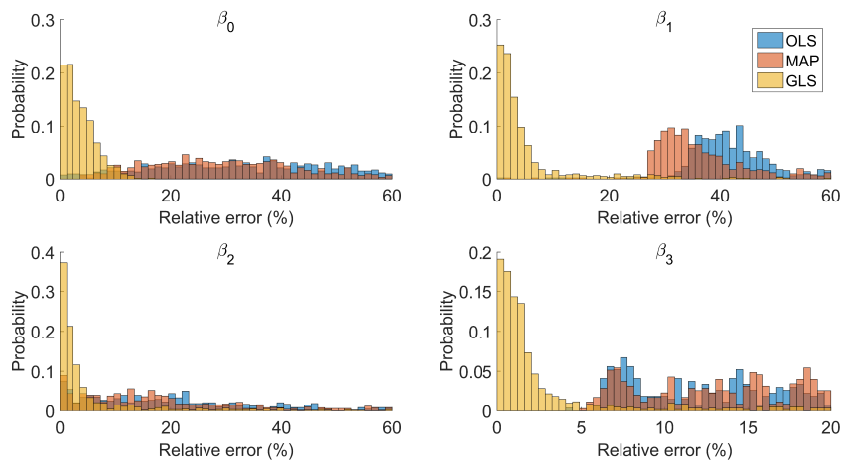 β0
β1
0.3
0.2
0.1
0
Probability
0 20 40 60
Relative error (%)
0.3
0.2
0.1
0
Probability
0 20 40 60
Relative error (%)
OLS
MAP
GLS
β2
β3
0.4
0.3
0.2
0.1
0
Probability
0 20 40 60
Relative error (%)
0.2
0.15
0.1
0.05
0
Probability
0 5 10 15 20
Relative error (%)